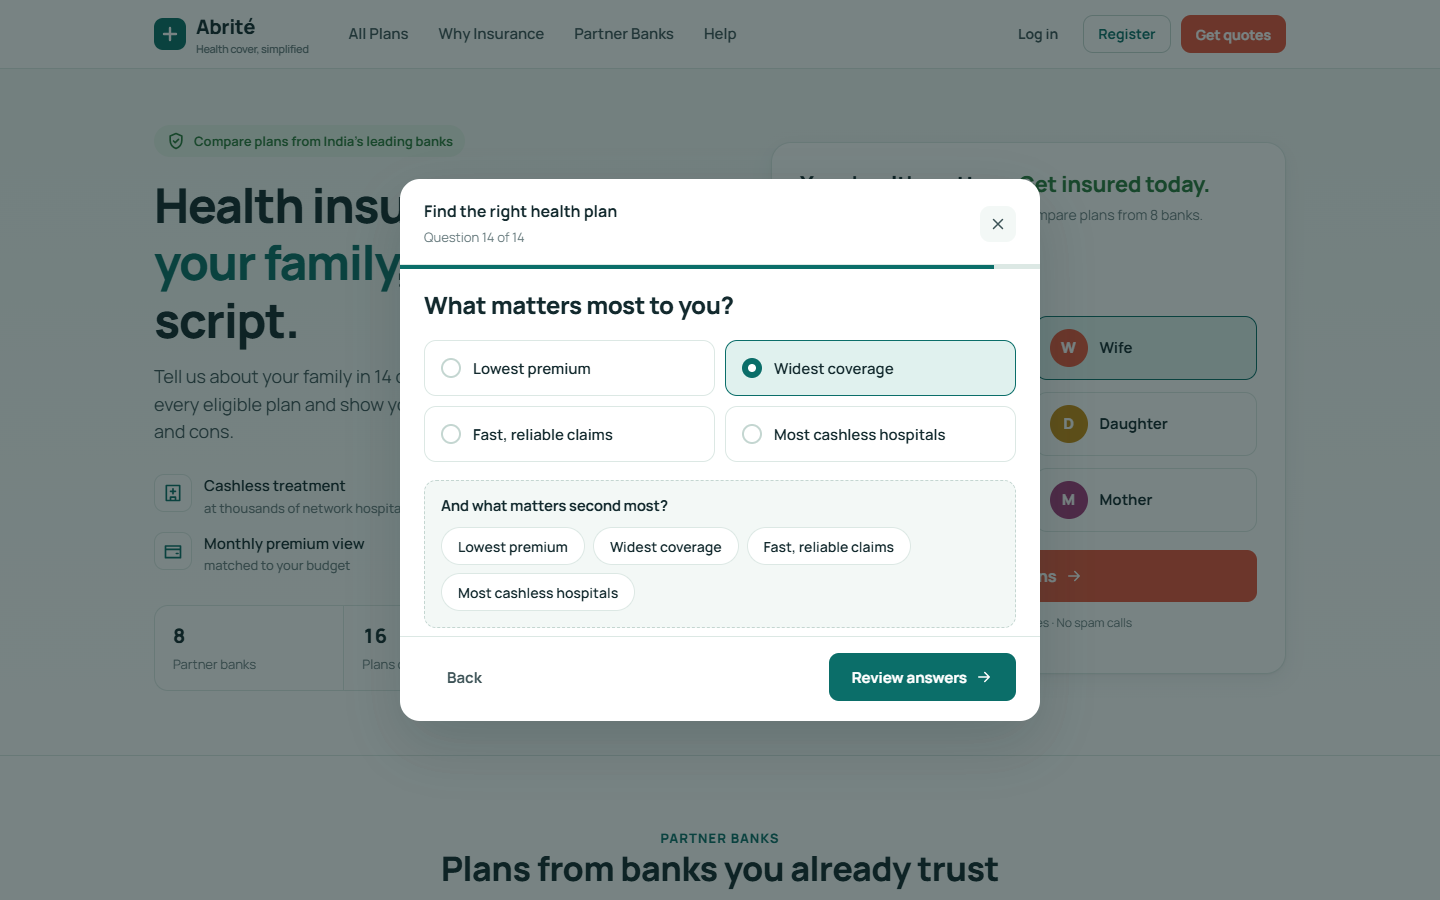 Abrité
Health cover, simplified
All Plans
Why Insurance
Partner Banks
Help
Log in
Register
Get quotes
Compare plans from India's leading banks
Health insu
your family,
script.
Tell us about your family in 14
every eligible plan and show
and cons.
Cashless treatment
at thousands of network
Monthly premium view
matched to your budget
8
Partner banks
16
Plans
Get insured today.
mpare plans from 8 banks.
W
Wife
D
Daughter
M
Mother
No spam calls
Find the right health plan
Question 14 of 14
What matters most to you?
Lowest premium
Widest coverage
Fast, reliable claims
Most cashless hospitals
And what matters second most?
Lowest premium
Widest coverage
Fast, reliable claims
Most cashless hospitals
Back
Review answers
PARTNER BANKS
Plans from banks you already trust